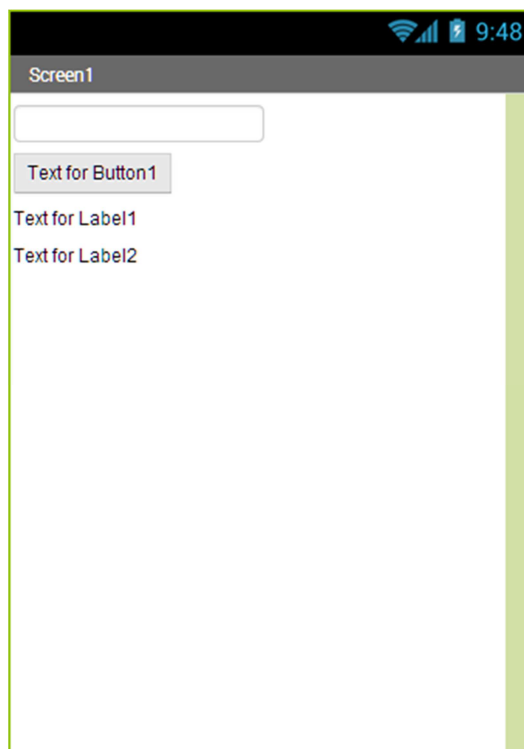 9:48
Screen1
Text for Button1
Text for Label1
Text for Label2